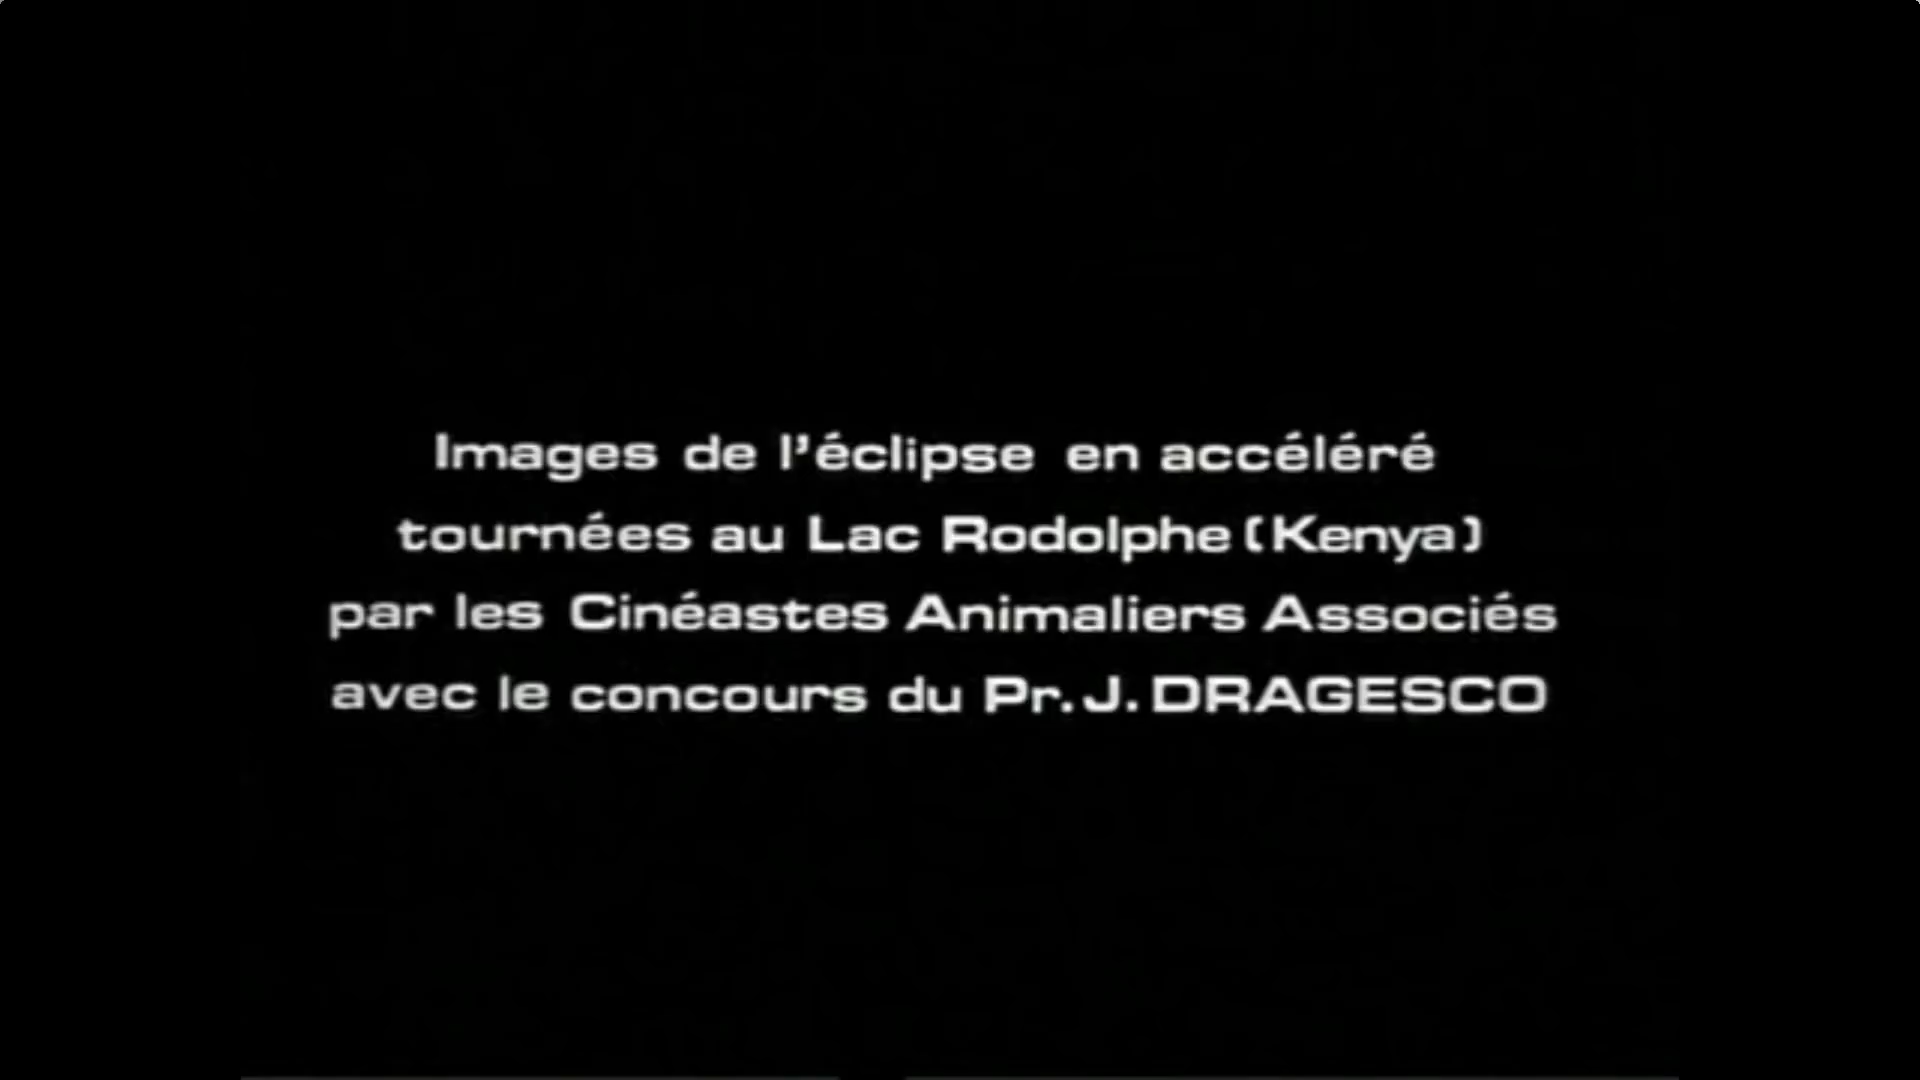 Images de l'éclipse en accéléré
tournées au Lac Rodolphe (Kenya)
par les Cinéastes Animaliers Associés
avec le concours du Pr. J. DRAGESCO